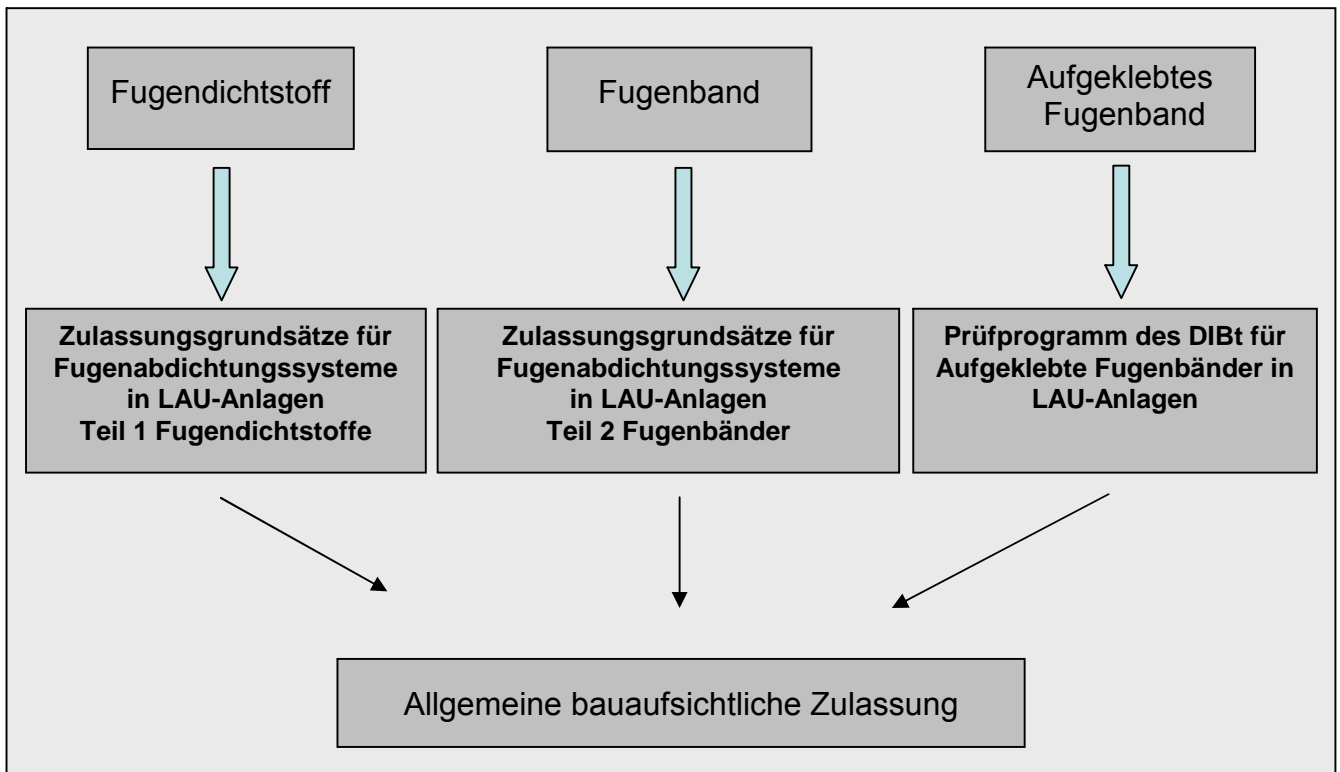 Fugendichtstoff
Fugenband
Aufgeklebtes
Fugenband
Zulassungsgrundsätze für
Fugenabdichtungssysteme
in LAU-Anlagen
Teil 1 Fugendichtstoffe
Zulassungsgrundsätze für
Fugenabdichtungssysteme
in LAU-Anlagen
Teil 2 Fugenbänder
Prüfprogramm des DIBt für
Aufgeklebte Fugenbänder in
LAU-Anlagen
Allgemeine bauaufsichtliche Zulassung